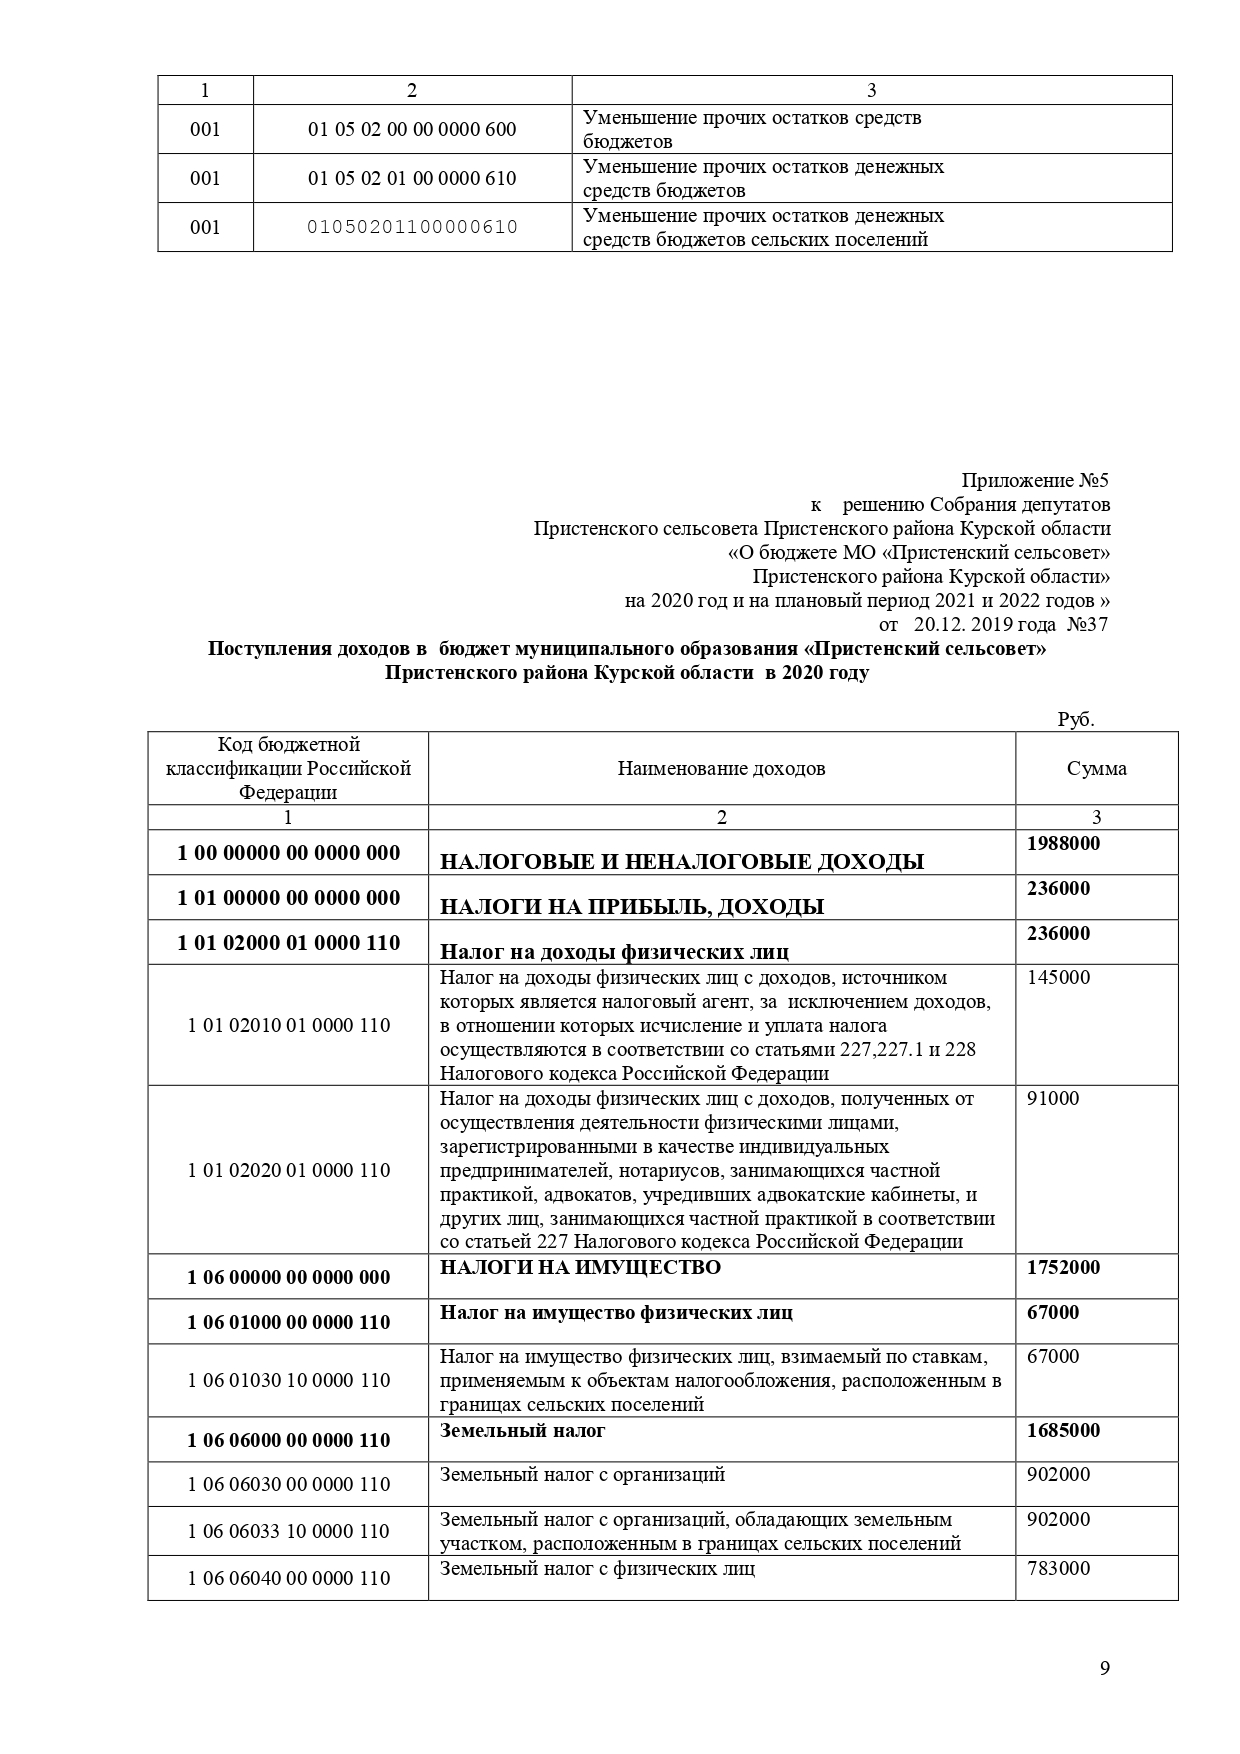 1 2 3
001 01 05 02 00 00 0000 600 Уменьшение прочих остатков средств
бюджетов
001 01 05 02 01 00 0000 610 Уменьшение прочих остатков денежных
средств бюджетов
001 01050201100000610 Уменьшение прочих остатков денежных
средств бюджетов сельских поселений
Приложение №5
к решению Собрания депутатов
Пристенского сельсовета Пристенского района Курской области
«О бюджете МО «Пристенский сельсовет»
Пристенского района Курской области»
на 2020 год и на плановый период 2021 и 2022 годов »
от 20.12. 2019 года №37
Поступления доходов в бюджет муниципального образования «Пристенский сельсовет»
Пристенского района Курской области в 2020 году
Руб.
Код бюджетной
классификации Российской
Федерации
Наименование доходов
Сумма
1 2 3
1 00 00000 00 0000 000 НАЛОГОВЫЕ И НЕНАЛОГОВЫЕ ДОХОДЫ 1988000
1 01 00000 00 0000 000 НАЛОГИ НА ПРИБЫЛЬ, ДОХОДЫ 236000
1 01 02000 01 0000 110 Налог на доходы физических лиц 236000
1 01 02010 01 0000 110 Налог на доходы физических лиц с доходов, источником 145000
которых является налоговый агент, за исключением доходов,
в отношении которых исчисление и уплата налога
осуществляются в соответствии со статьями 227,227.1 и 228
Налогового кодекса Российской Федерации
1 01 02020 01 0000 110 Налог на доходы физических лиц с доходов, полученных от 91000
осуществления деятельности физическими лицами,
зарегистрированными в качестве индивидуальных
предпринимателей, нотариусов, занимающихся частной
практикой, адвокатов, учредивших адвокатские кабинеты, и
других лиц, занимающихся частной практикой в соответствии
со статьей 227 Налогового кодекса Российской Федерации
1 06 00000 00 0000 000 НАЛОГИ НА ИМУЩЕСТВО 1752000
1 06 01000 00 0000 110 Налог на имущество физических лиц 67000
1 06 01030 10 0000 110 Налог на имущество физических лиц, взимаемый по ставкам, 67000
применяемым к объектам налогообложения, расположенным в
границах сельских поселений
1 06 06000 00 0000 110 Земельный налог 1685000
1 06 06030 00 0000 110 Земельный налог с организаций 902000
1 06 06033 10 0000 110 Земельный налог с организаций, обладающих земельным 902000
участком, расположенным в границах сельских поселений
1 06 06040 00 0000 110 Земельный налог с физических лиц 783000
9